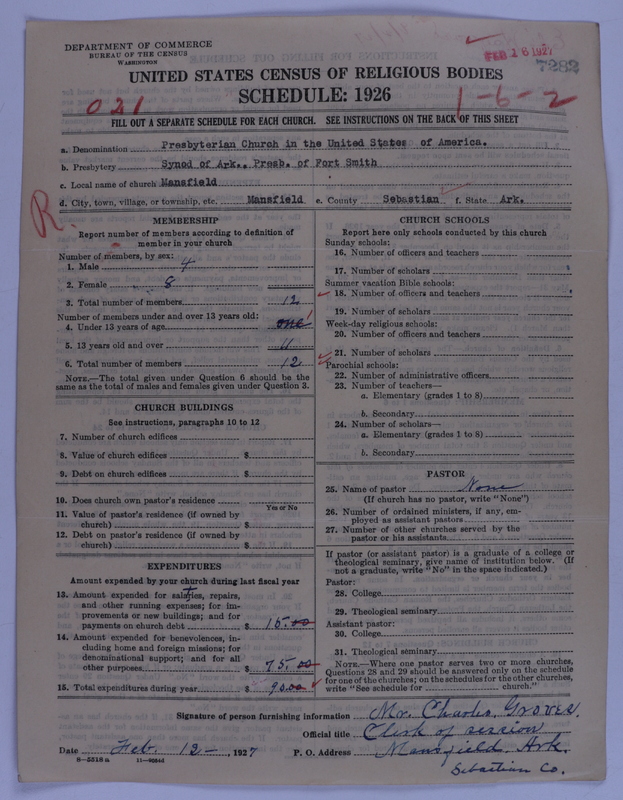 DEPARTMENT OF COMMERCE
BUREAU OF THE CENSUS
WASHINGTON
FEB 16 1927
7282
UNITED STATES CENSUS OF RELIGIOUS BODIES
SCHEDULE: 1926
021
1-6-2
FILL OUT A SEPARATE SCHEDULE FOR EACH CHURCH. SEE INSTRUCTIONS ON THE BACK OF THIS SHEET
a. Denomination Presbyterian Church in the United States of America.
b. Presbytery Synod of Ark., Presb. of Fort Smith
c. Local name of church Mansfield
d. City, town, village, or township, etc. Mansfield e. County Sebastian f. State Ark.
R.
MEMBERSHIP
Report number of members according to definition of
member in your church
Number of members, by sex:
1. Male 4
2. Female 8
3. Total number of members 12
Number of members under and over 13 years old:
4. Under 13 years of age one 1
5. 13 years old and over 11
6. Total number of members 12
NOTE.—The total given under Question 6 should be the
same as the total of males and females given under Question 3.
CHURCH BUILDINGS
See instructions, paragraphs 10 to 12
7. Number of church edifices
8. Value of church edifices $
9. Debt on church edifices $
10. Does church own pastor's residence
Yes or No
11. Value of pastor's residence (if owned by
church) $
12. Debt on pastor's residence (if owned by
church) $
EXPENDITURES
Amount expended by your church during last fiscal year
13. Amount expended for salaries, repairs,
and other running expenses; for im-
provements or new buildings; and for
payments on church debt $ 15.00
14. Amount expended for benevolences, in-
cluding home and foreign missions; for
denominational support; and for all
other purposes $ 75.00
15. Total expenditures during year $ 90.00
CHURCH SCHOOLS
Report here only schools conducted by this church
Sunday schools:
16. Number of officers and teachers
17. Number of scholars
Summer vacation Bible schools:
18. Number of officers and teachers
19. Number of scholars
Week-day religious schools:
20. Number of officers and teachers
21. Number of scholars
Parochial schools:
22. Number of administrative officers
23. Number of teachers—
a. Elementary (grades 1 to 8)
b. Secondary
24. Number of scholars—
a. Elementary (grades 1 to 8)
b. Secondary
PASTOR
25. Name of pastor None
(If church has no pastor, write "None")
26. Number of ordained ministers, if any, em-
ployed as assistant pastors
27. Number of other churches served by the
pastor or his assistants
If pastor (or assistant pastor) is a graduate of a college or
theological seminary, give name of institution below. (If
not a graduate, write "No" in the space indicated.)
Pastor:
28. College
29. Theological seminary
Assistant pastor:
30. College
31. Theological seminary
NOTE.—Where one pastor serves two or more churches,
Questions 28 and 29 should be answered only on the schedule
for one of the churches; on the schedules for the other churches,
write "See schedule for church."
Signature of person furnishing information Mr. Charles Grover.
Official title Clerk of session
Date Feb. 12-, 1927 P. O. Address Mansfield, Ark.
Sebastian Co.